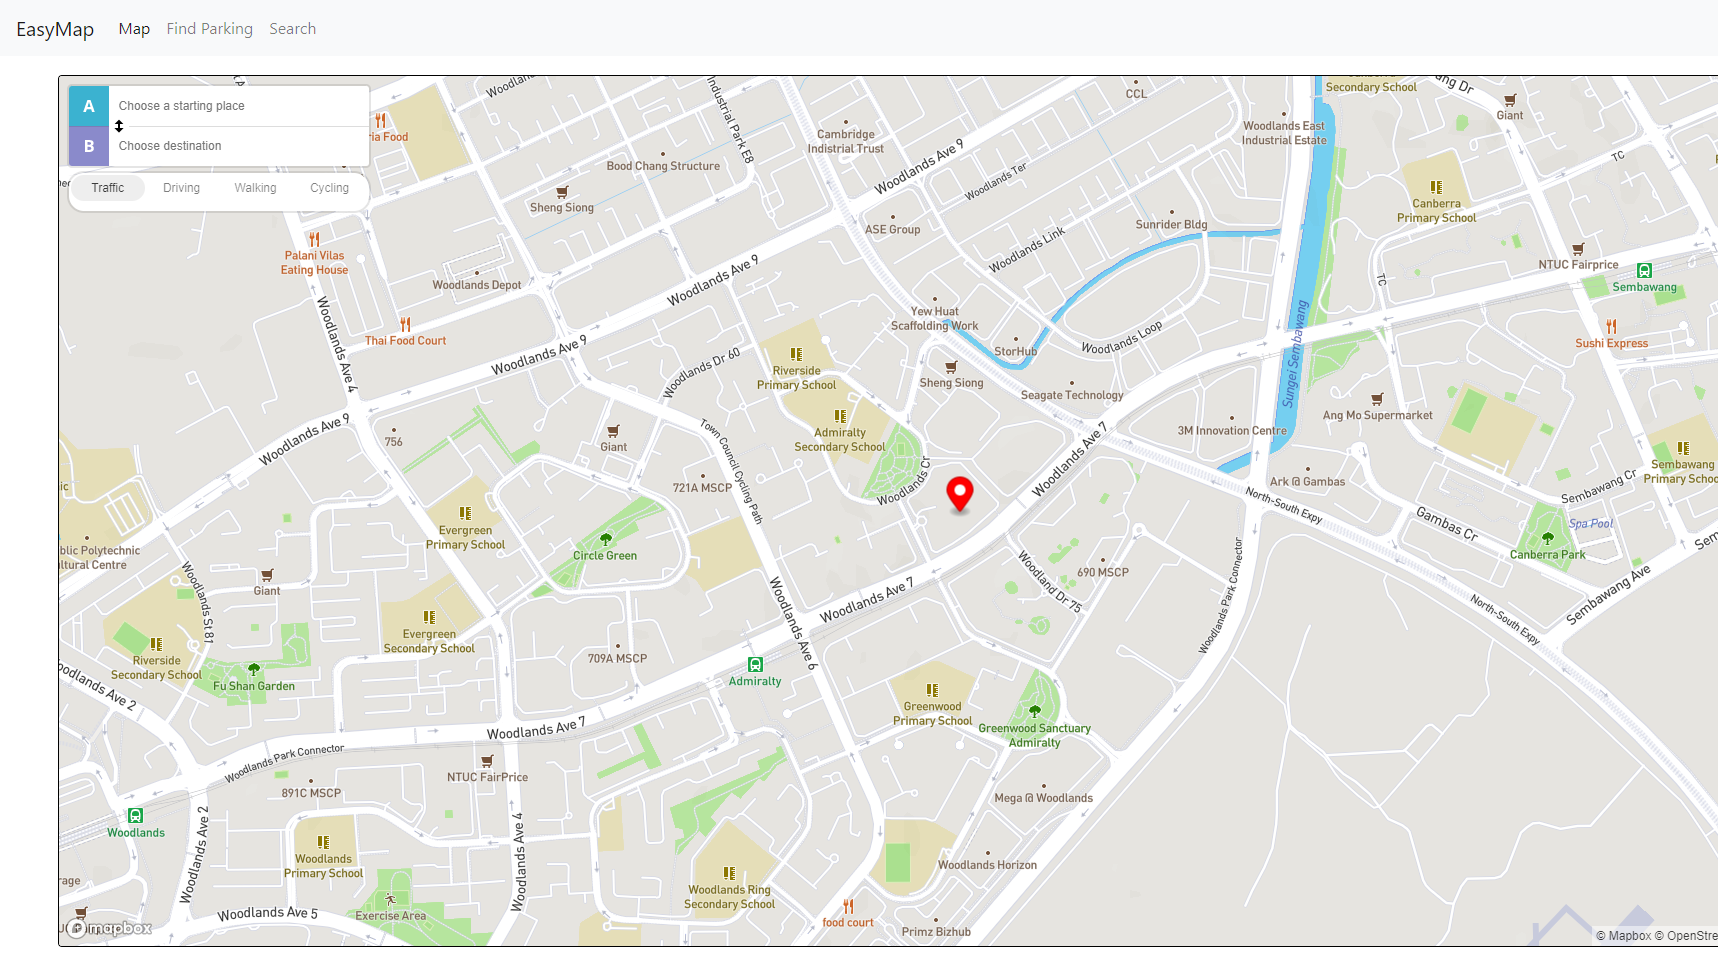 EasyMap Map Find Parking Search
A Choose a starting place
B Choose destination
Traffic Driving Walking Cycling
Woodlands Ave 9
Industrial Park E8
CCL
Secondary School
Giant
Cambridge
Indistrial Trust
Woodlands East
Industrial Estate
Bood Chang Structure
Woodlands Ave 9
Woodlands Ter
TC
Canberra
Primary School
Sheng Siong
ASE Group
Sunrider Bldg
Woodlands Link
Palani Vilas
Eating House
NTUC Fairprice
Sembawang
Woodlands Depot
Woodlands Ave 9
TC
Woodlands Ave 4
Yew Huat
Scaffolding Work
Thai Food Court
Woodlands Ave 9
StorHub
Woodlands Loop
Sungei Sembawang
Sushi Express
Woodlands Dr 60
Riverside
Primary School
Sheng Siong
Seagate Technology
Ang Mo Supermarket
Woodlands Ave 9
756
Giant
Town Council Cycling Path
Admiralty
Secondary School
Woodlands Ave 7
3M Innovation Centre
721A MSCP
Woodlands Cr
Ark @ Gambas
Sembawang Cr
Sembawang
North-South Expy
Gambas Cr
Spa Pool
Evergreen
Primary School
Circle Green
Canberra Park
Polytechnic
Centre
Giant
Woodlands St 81
Woodlands Ave 7
Woodland Dr 75
690 MSCP
Woodlands Park Connector
North-South Expy
Sembawang Ave
Evergreen
Secondary School
Woodlands Ave 6
Riverside
Secondary School
Fu Shan Garden
709A MSCP
Admiralty
Greenwood
Primary School
Greenwood Sanctuary
Admiralty
Woodlands Ave 7
Woodlands Park Connector
NTUC FairPrice
891C MSCP
Mega @ Woodlands
Woodlands
Woodlands Ave 2
Woodlands Ave 4
Woodlands
Primary School
Woodlands Horizon
Woodlands Ring
Secondary School
Woodlands Ave 5
Exercise Area
food court
Primz Bizhub
mapbox
© Mapbox © OpenStre